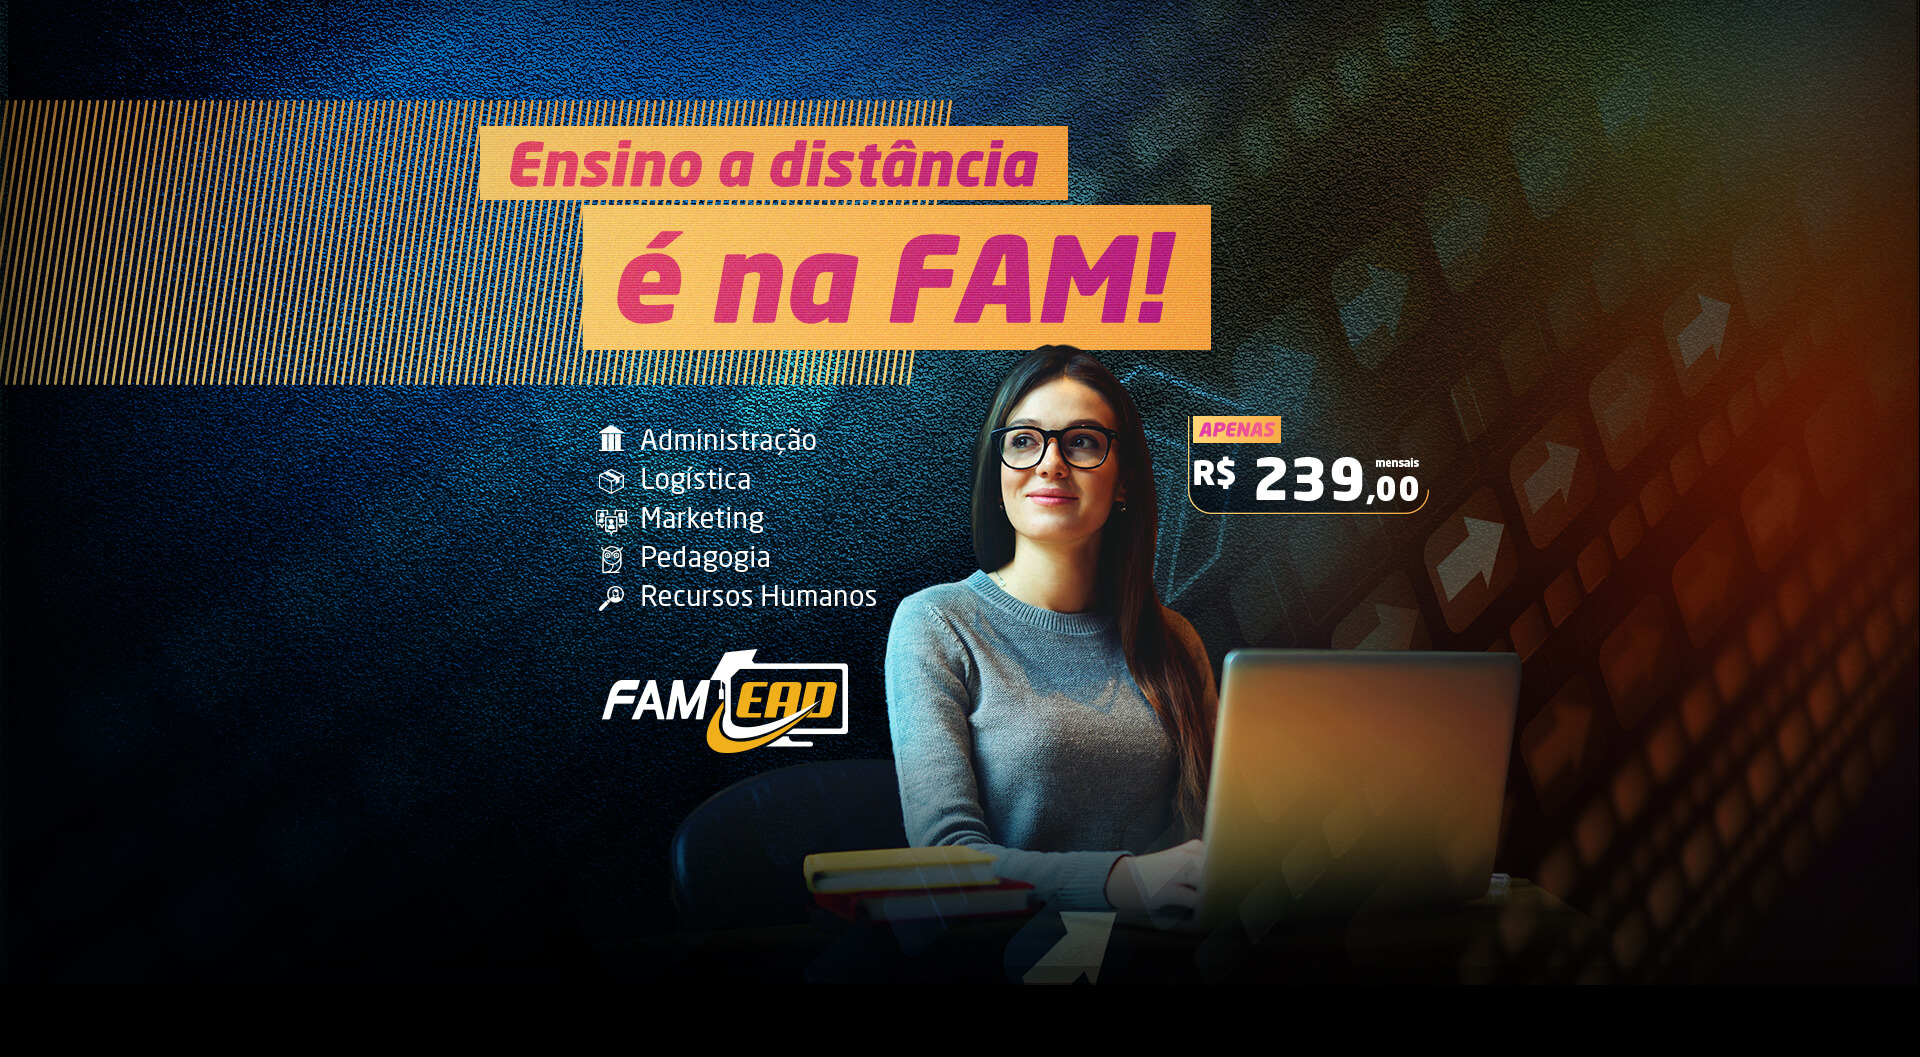 Ensino a distância
é na FAM!
Administração
Logística
Marketing
Pedagogia
Recursos Humanos
APENAS
R$ 239,00
mensais
FAM EAD